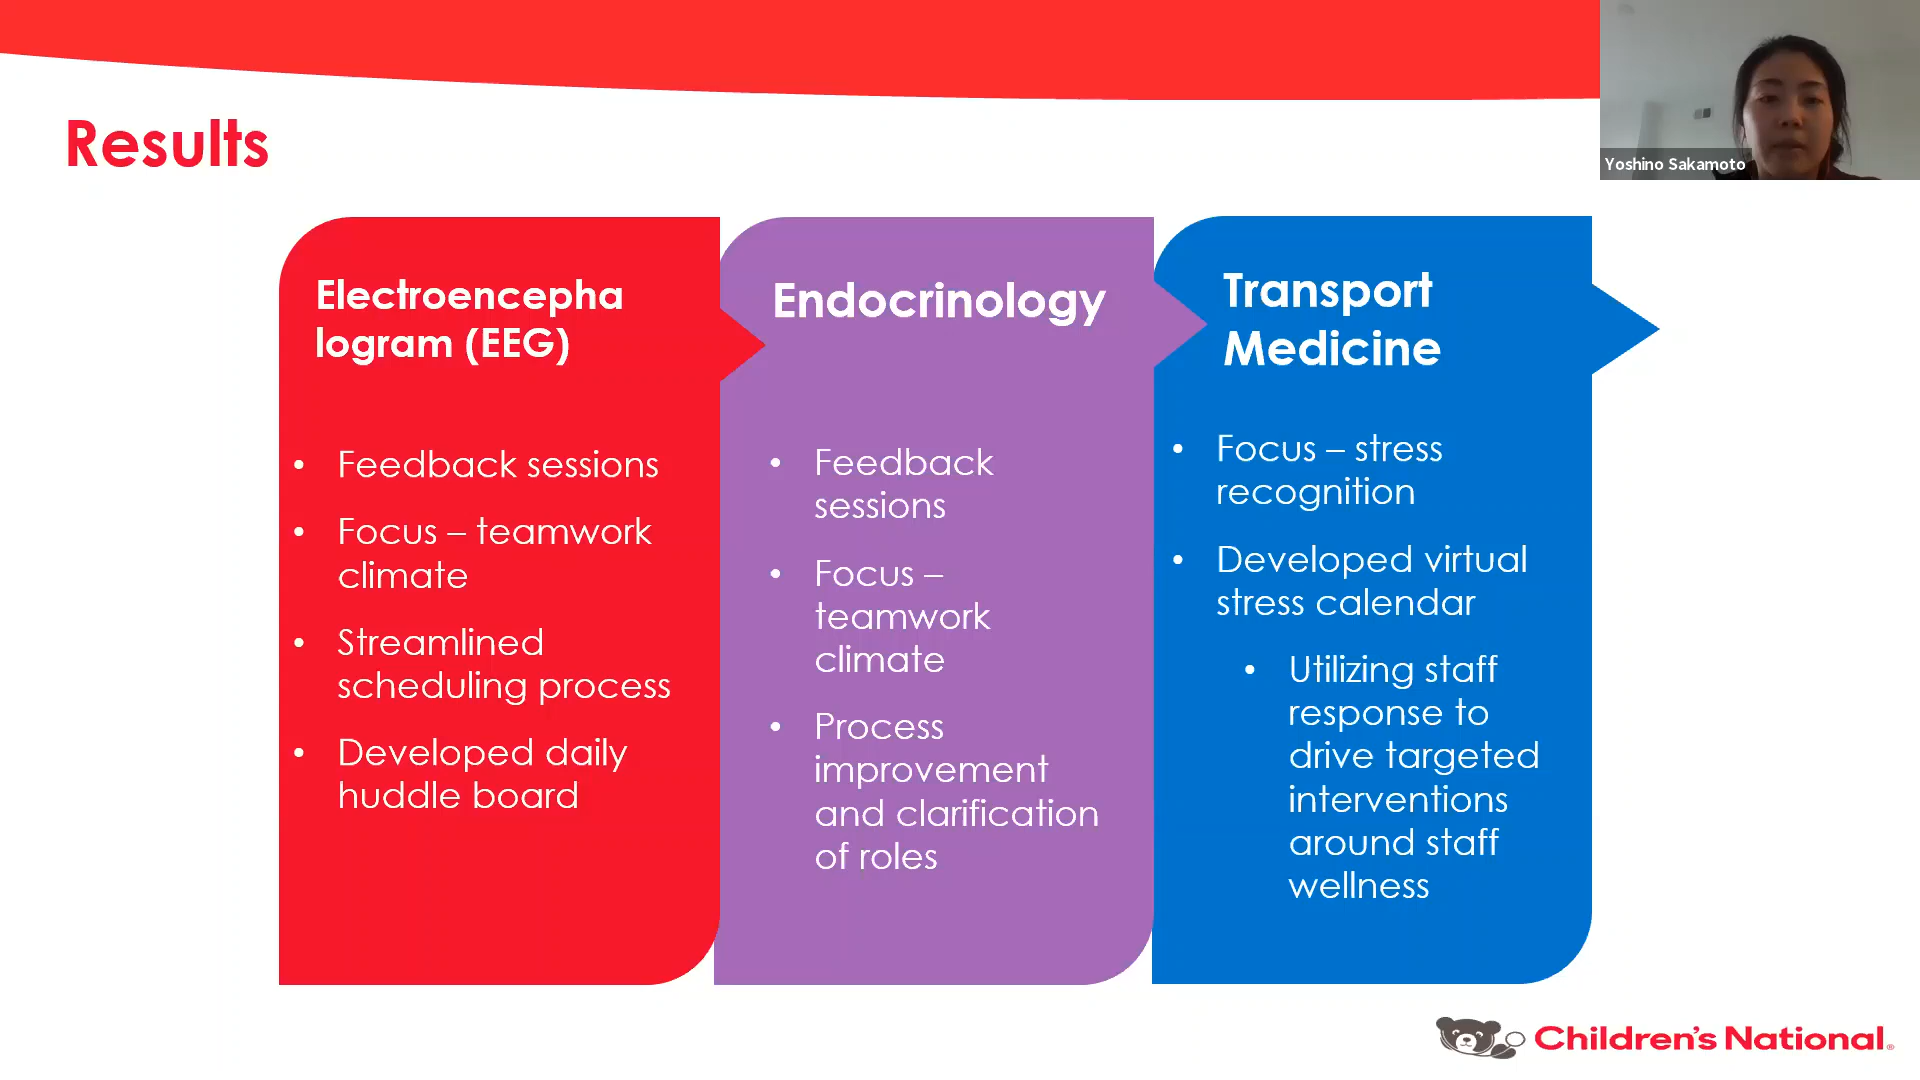 Results
Yoshino Sakamoto
Electroencepha
logram (EEG)
• Feedback sessions
• Focus – teamwork
climate
• Streamlined
scheduling process
• Developed daily
huddle board
Endocrinology
• Feedback
sessions
• Focus –
teamwork
climate
• Process
improvement
and clarification
of roles
Transport
Medicine
• Focus – stress
recognition
• Developed virtual
stress calendar
• Utilizing staff
response to
drive targeted
interventions
around staff
wellness
Children's National®